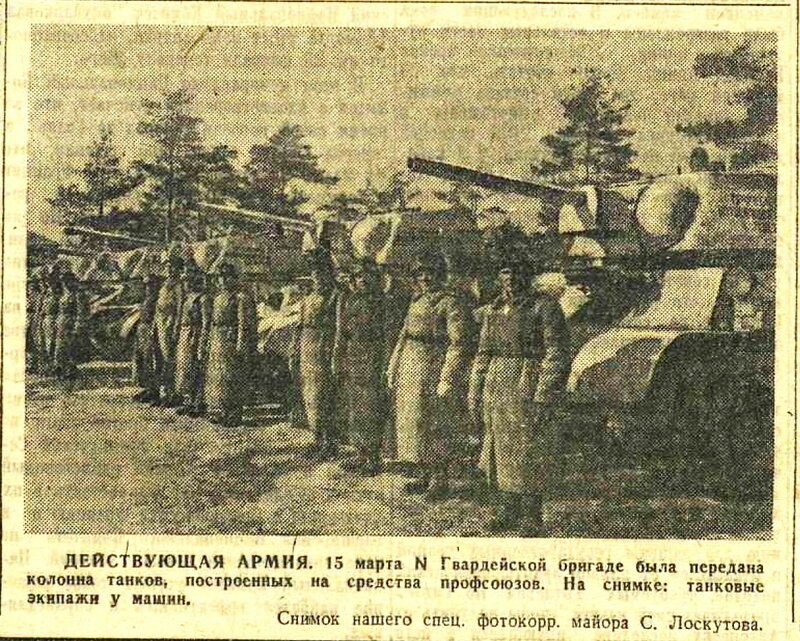 ДЕЙСТВУЮЩАЯ АРМИЯ. 15 марта N Гвардейской бригаде была передана
колонна танков, построенных на средства профсоюзов. На снимке: танковые
экипажи у машин.
Снимок нашего спец. фотокорр. майора С. Лоскутова.